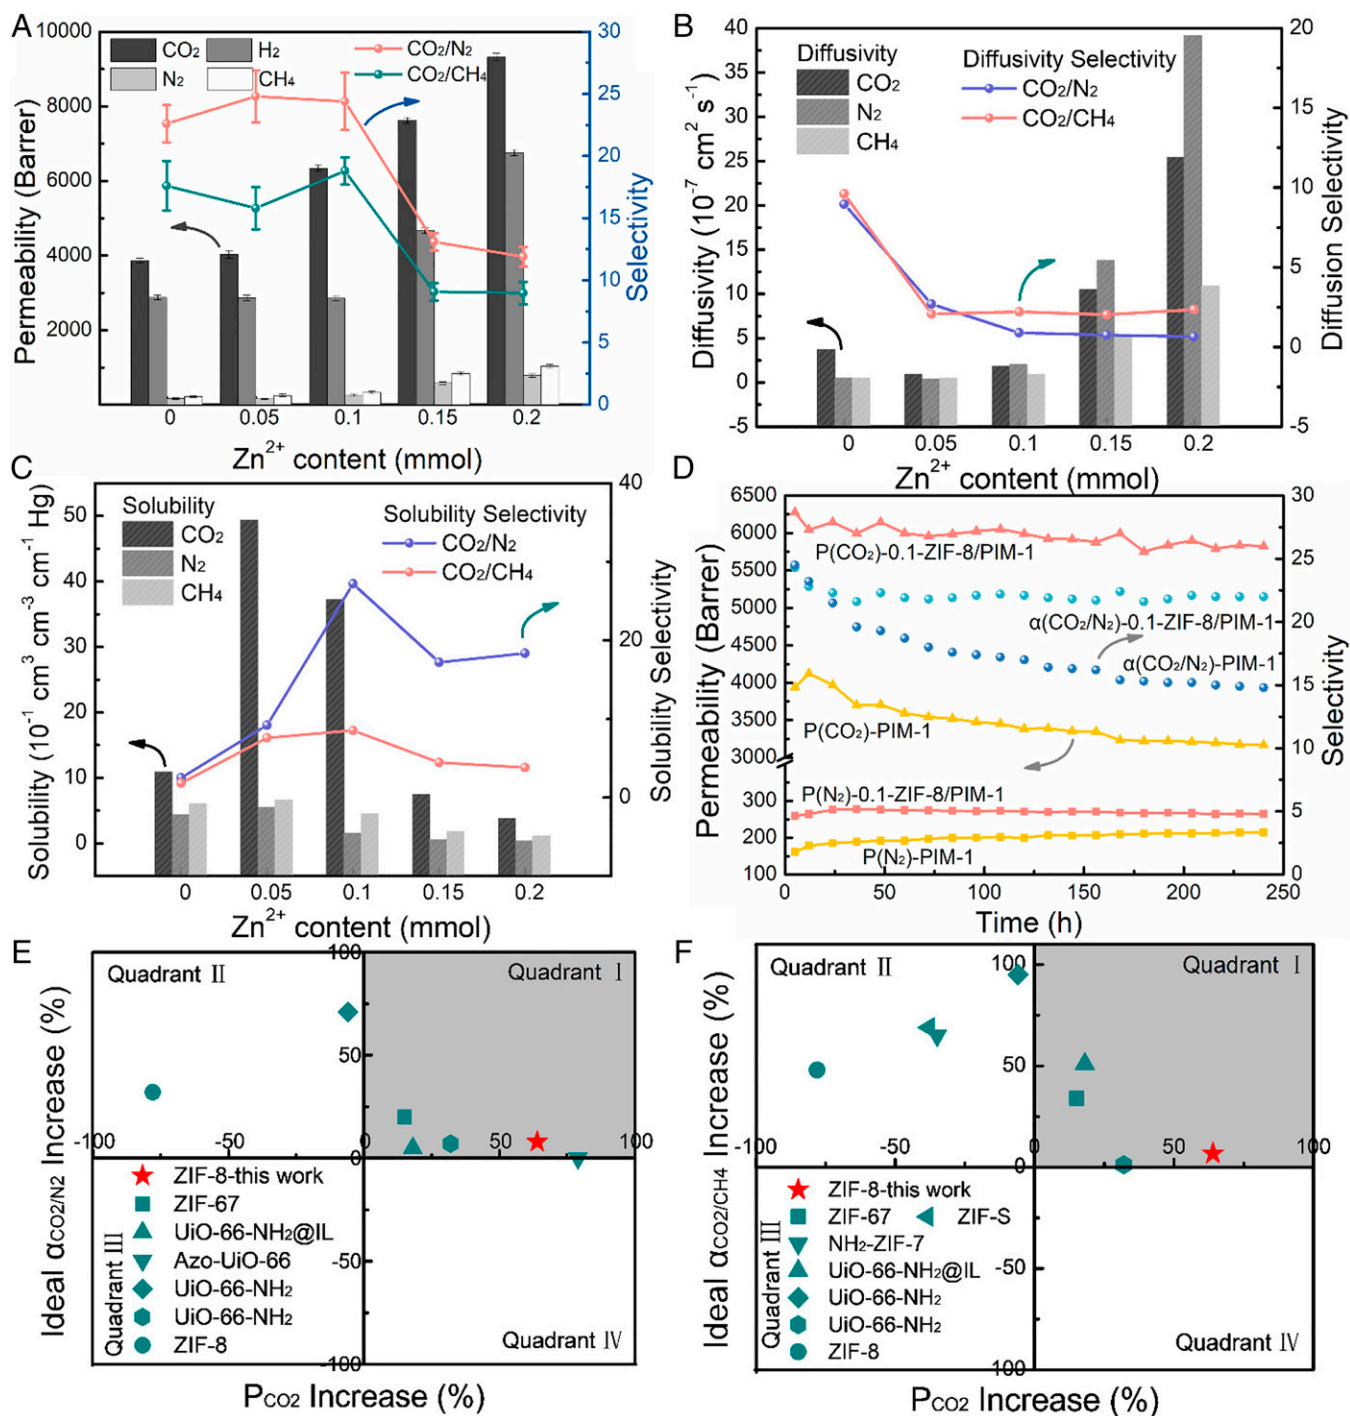 A
Permeability (Barrer)
10000
8000
6000
4000
2000
CO₂ H₂
N₂ CH₄
CO₂/N₂
CO₂/CH₄
30
25
20
15
10
5
0
Selectivity
0 0.05 0.1 0.15 0.2
Zn²⁺ content (mmol)
B
Diffusivity (10⁻⁷ cm² s⁻¹)
40
35
30
25
20
15
10
5
0
-5
Diffusivity
CO₂
N₂
CH₄
Diffusivity Selectivity
CO₂/N₂
CO₂/CH₄
20
15
10
5
0
-5
Diffusion Selectivity
0 0.05 0.1 0.15 0.2
Zn²⁺ content (mmol)
C
Solubility (10⁻¹ cm³ cm⁻³ cm⁻¹ Hg)
50
40
30
20
10
0
Solubility
CO₂
N₂
CH₄
Solubility Selectivity
CO₂/N₂
CO₂/CH₄
40
20
0
Solubility Selectivity
0 0.05 0.1 0.15 0.2
Zn²⁺ content (mmol)
D
Permeability (Barrer)
6500
6000
5500
5000
4500
4000
3500
3000
300
200
100
P(CO₂)-0.1-ZIF-8/PIM-1
α(CO₂/N₂)-0.1-ZIF-8/PIM-1
α(CO₂/N₂)-PIM-1
P(CO₂)-PIM-1
P(N₂)-0.1-ZIF-8/PIM-1
P(N₂)-PIM-1
30
25
20
15
10
5
0
Selectivity
0 50 100 150 200 250
Time (h)
E
Ideal αCO2/N2 Increase (%)
100
Quadrant II Quadrant I
50
-100 -50 0 50 100
ZIF-8-this work
ZIF-67
UiO-66-NH₂@IL
Azo-UiO-66
UiO-66-NH₂
UiO-66-NH₂
ZIF-8
Quadrant III
-50
Quadrant IV
-100
PCO2 Increase (%)
F
Ideal αCO2/CH4 Increase (%)
100
Quadrant II Quadrant I
50
-100 -50 0 50 100
0
ZIF-8-this work
ZIF-67 ZIF-S
NH₂-ZIF-7
UiO-66-NH₂@IL
UiO-66-NH₂
UiO-66-NH₂
ZIF-8
Quadrant III
-50
Quadrant IV
-100
PCO2 Increase (%)